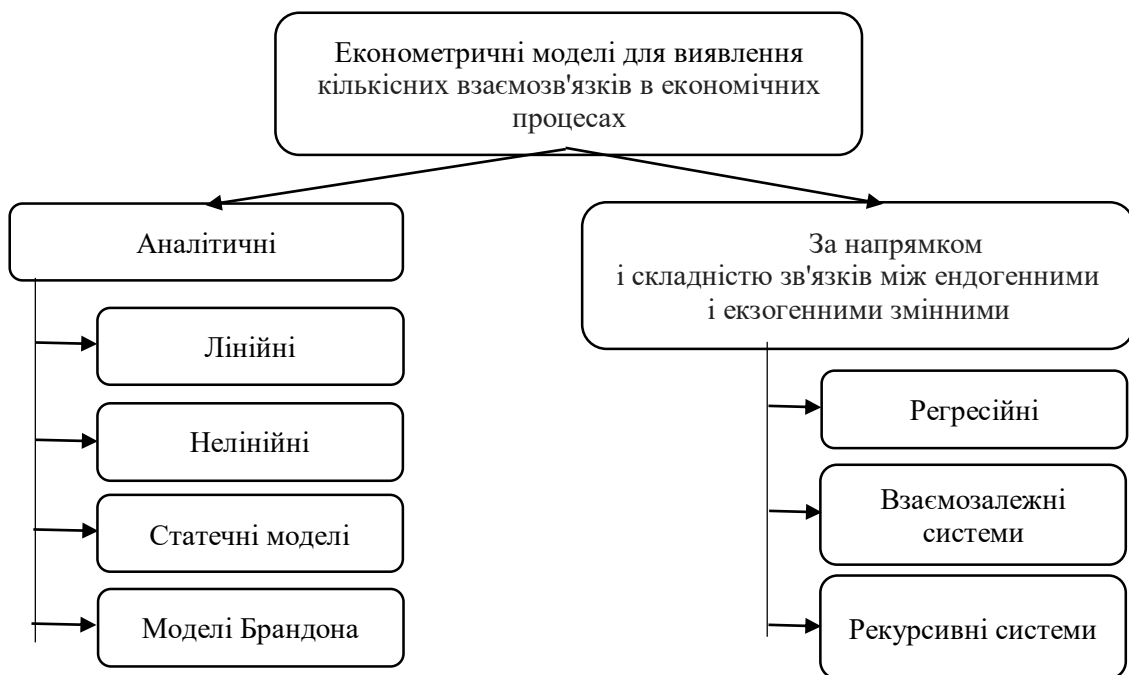 Економетричні моделі для виявлення
кількісних взаємозв'язків в економічних
процесах
Аналітичні
Лінійні
Нелінійні
Статечні моделі
Моделі Брандона
За напрямком
і складністю зв'язків між ендогенними
і екзогенними змінними
Регресійні
Взаємозалежні
системи
Рекурсивні системи